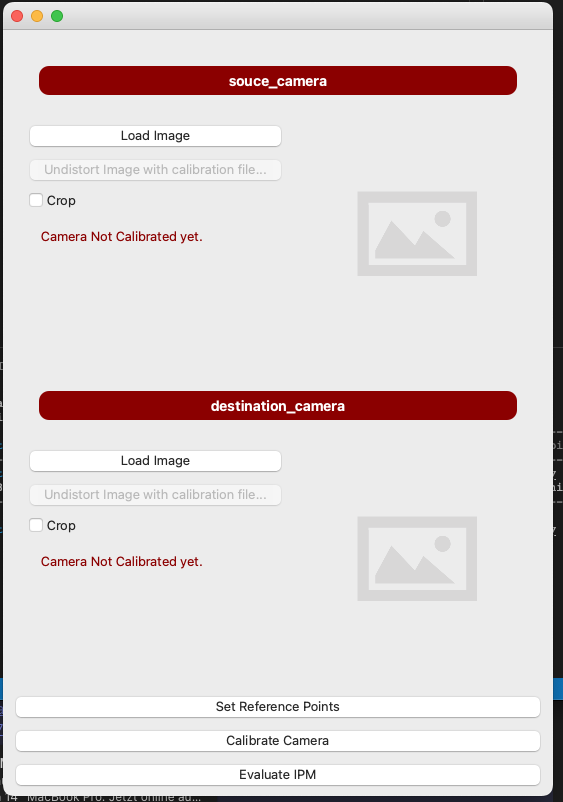 souce_camera
Load Image
Undistort Image with calibration file...
Crop
Camera Not Calibrated yet.
destination_camera
Load Image
Undistort Image with calibration file...
Crop
Camera Not Calibrated yet.
Set Reference Points
Calibrate Camera
Evaluate IPM
14" MacBook Pro. Jetzt online au...